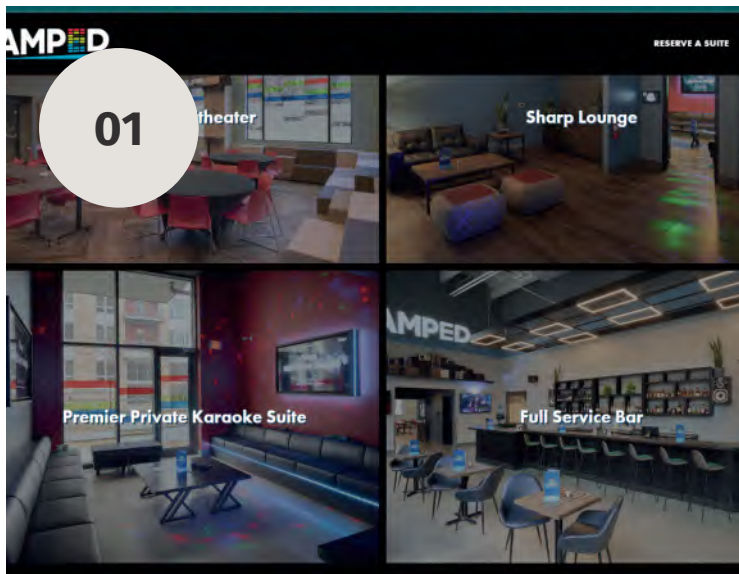 AMPED
RESERVE A SUITE
01
theater
Sharp Lounge
AMPED
Premier Private Karaoke Suite
Full Service Bar